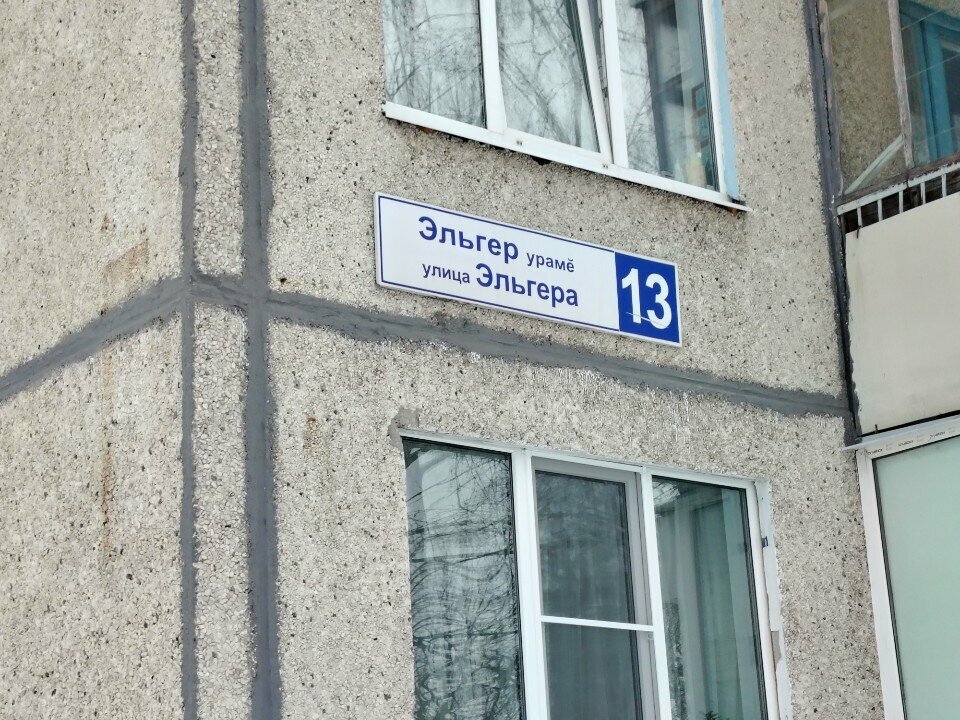 Эльгер урамĕ
улица Эльгера
13